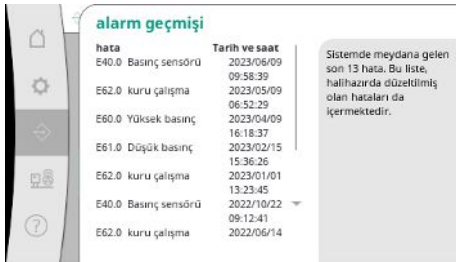 alarm geçmişi
hata Tarih ve saat
E40.0 Basınç sensörü 2023/06/09
09:58:39
E62.0 kuru çalışma 2023/05/09
06:52:29
E60.0 Yüksek basınç 2023/04/09
16:18:37
E61.0 Düşük basınç 2023/02/15
15:36:26
E62.0 kuru çalışma 2023/01/01
13:23:45
E40.0 Basınç sensörü 2022/10/22
09:12:41
E62.0 kuru çalışma 2022/06/14
Sistemde meydana gelen
son 13 hata. Bu liste,
halihazırda düzeltilmiş
olan hataları da
içermektedir.